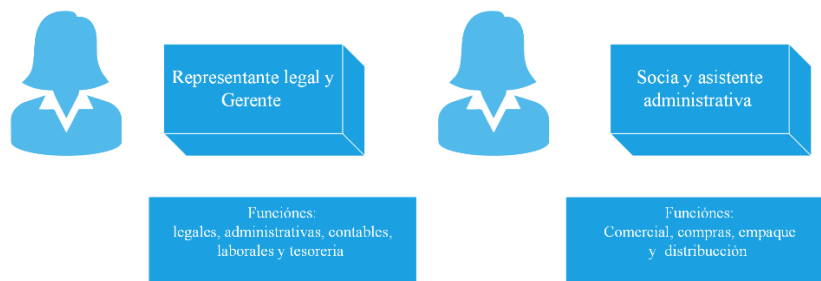 Representante legal y
Gerente
Socia y asistente
administrativa
Funciónes:
legales, administrativas, contables,
laborales y tesoreria
Funciónes:
Comercial, compras, empaque
y distribucción